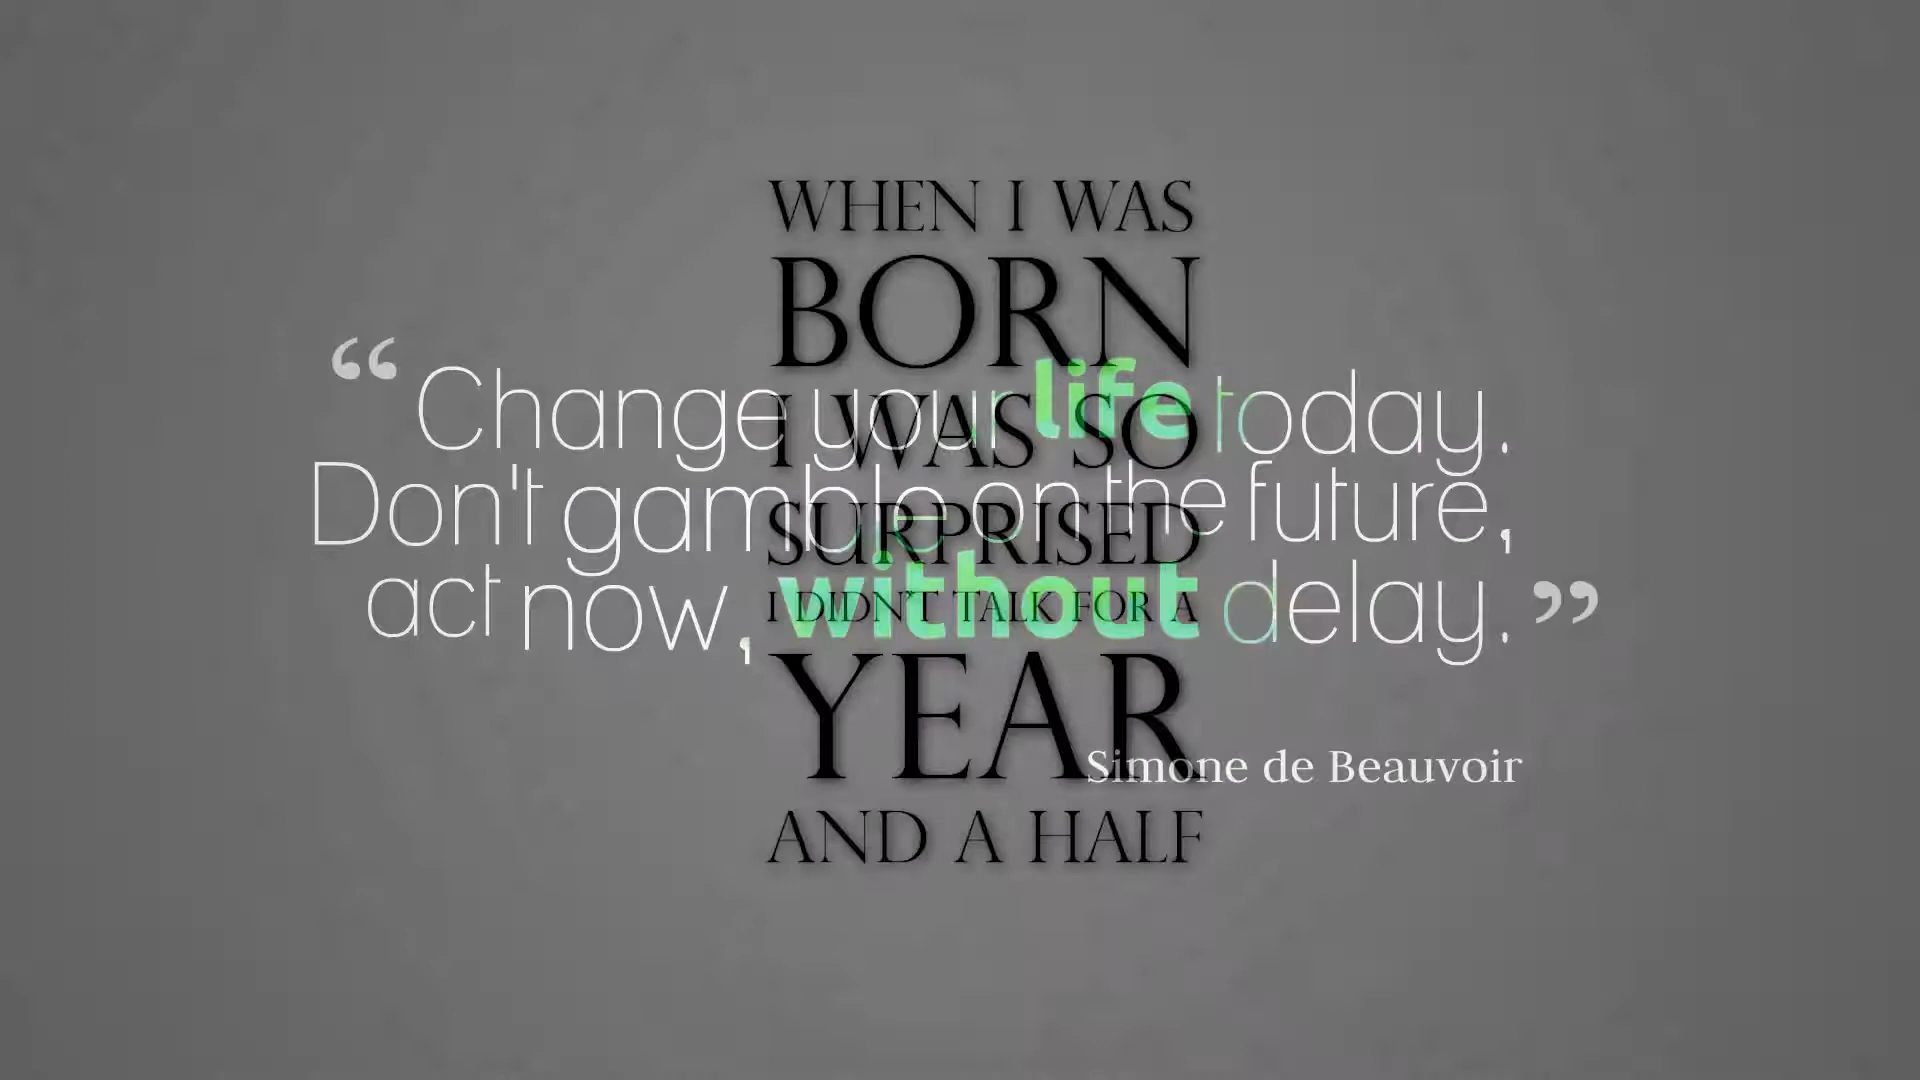 WHEN I WAS
BORN
I WAS SO
SURPRISED
I DIDN'T TALK FOR A
YEAR
AND A HALF
“Change your life today.
Don't gamble on the future,
act now, without delay.”
Simone de Beauvoir